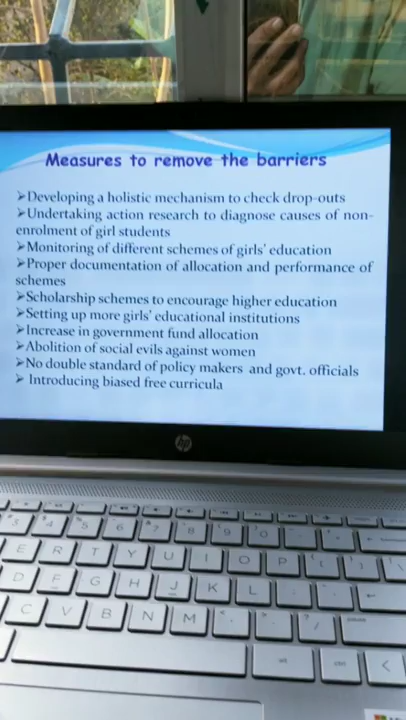 Measures to remove the barriers
➢Developing a holistic mechanism to check drop-outs
➢Undertaking action research to diagnose causes of non-
enrolment of girl students
➢Monitoring of different schemes of girls' education
➢Proper documentation of allocation and performance of
schemes
➢Scholarship schemes to encourage higher education
➢Setting up more girls' educational institutions
➢Increase in government fund allocation
➢Abolition of social evils against women
➢No double standard of policy makers and govt. officials
➢ Introducing biased free curricula
hp
E R T Y U I O P
D F G H J K L
C V B N M